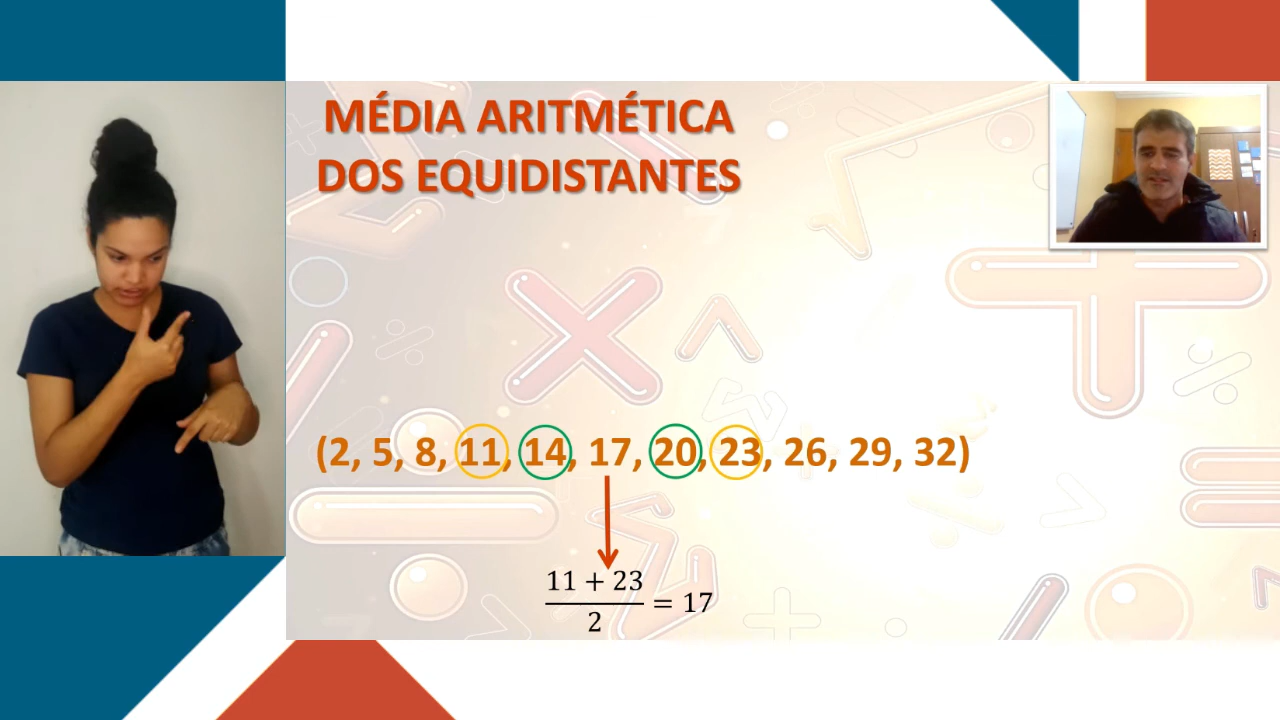 MÉDIA ARITMÉTICA
DOS EQUIDISTANTES
(2, 5, 8, 11, 14, 17, 20, 23, 26, 29, 32)
11 + 23
2
= 17